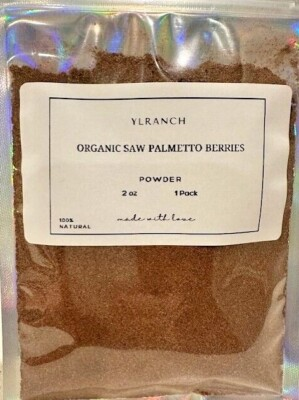 YLRANCH
ORGANIC SAW PALMETTO BERRIES
POWDER
2 oz 1 Pack
100%
NATURAL
made with love